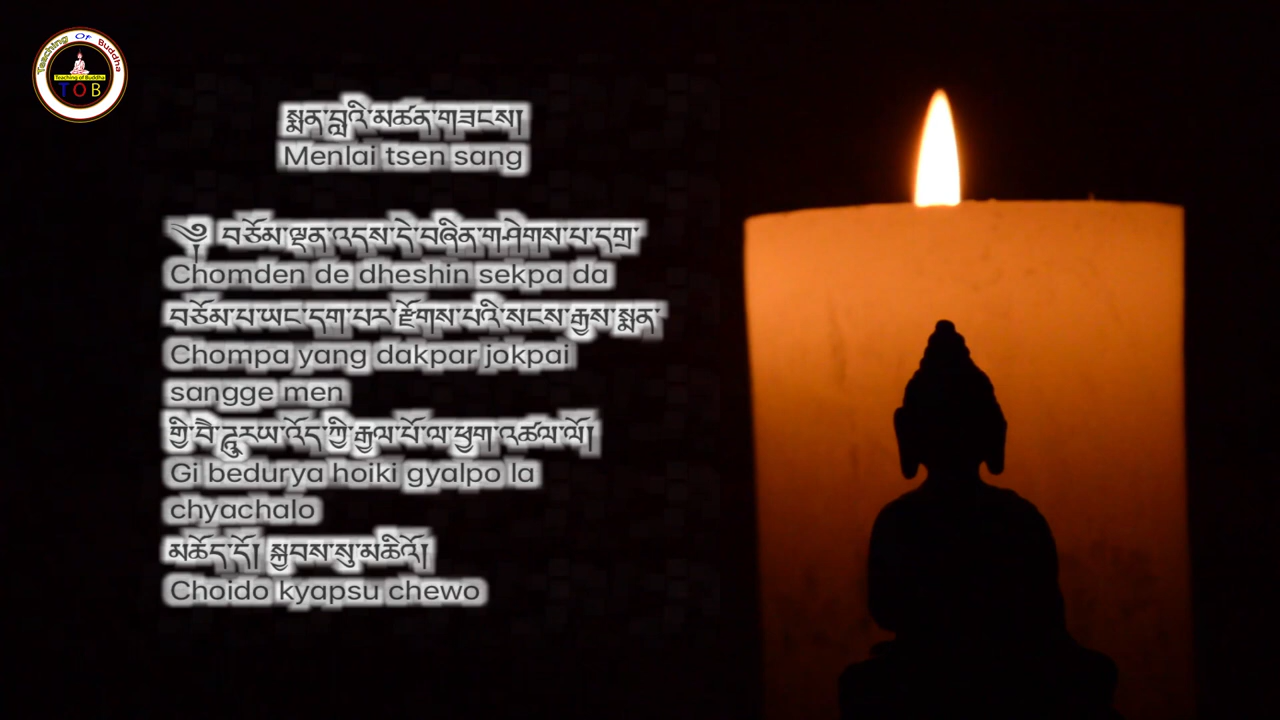 Teaching Of Buddha
Teaching of Buddha
TOB
སྨན་བླའི་མཚན་གཟུངས།
Menlai tsen sang
༄ བཅོམ་ལྡན་འདས་དེ་བཞིན་གཤེགས་པ་དགྲ་
Chomden de dheshin sekpa da
བཅོམ་པ་ཡང་དག་པར་རྫོགས་པའི་སངས་རྒྱས་སྨན་
Chompa yang dakpar jokpai
sangge men
གྱི་བཻ་ཌཱུརྱ་འོད་ཀྱི་རྒྱལ་པོ་ལ་ཕྱག་འཚལ་ལོ།
Gi bedurya hoiki gyalpo la
chyachalo
མཆོད་དོ། སྐྱབས་སུ་མཆིའོ།
Choido kyapsu chewo